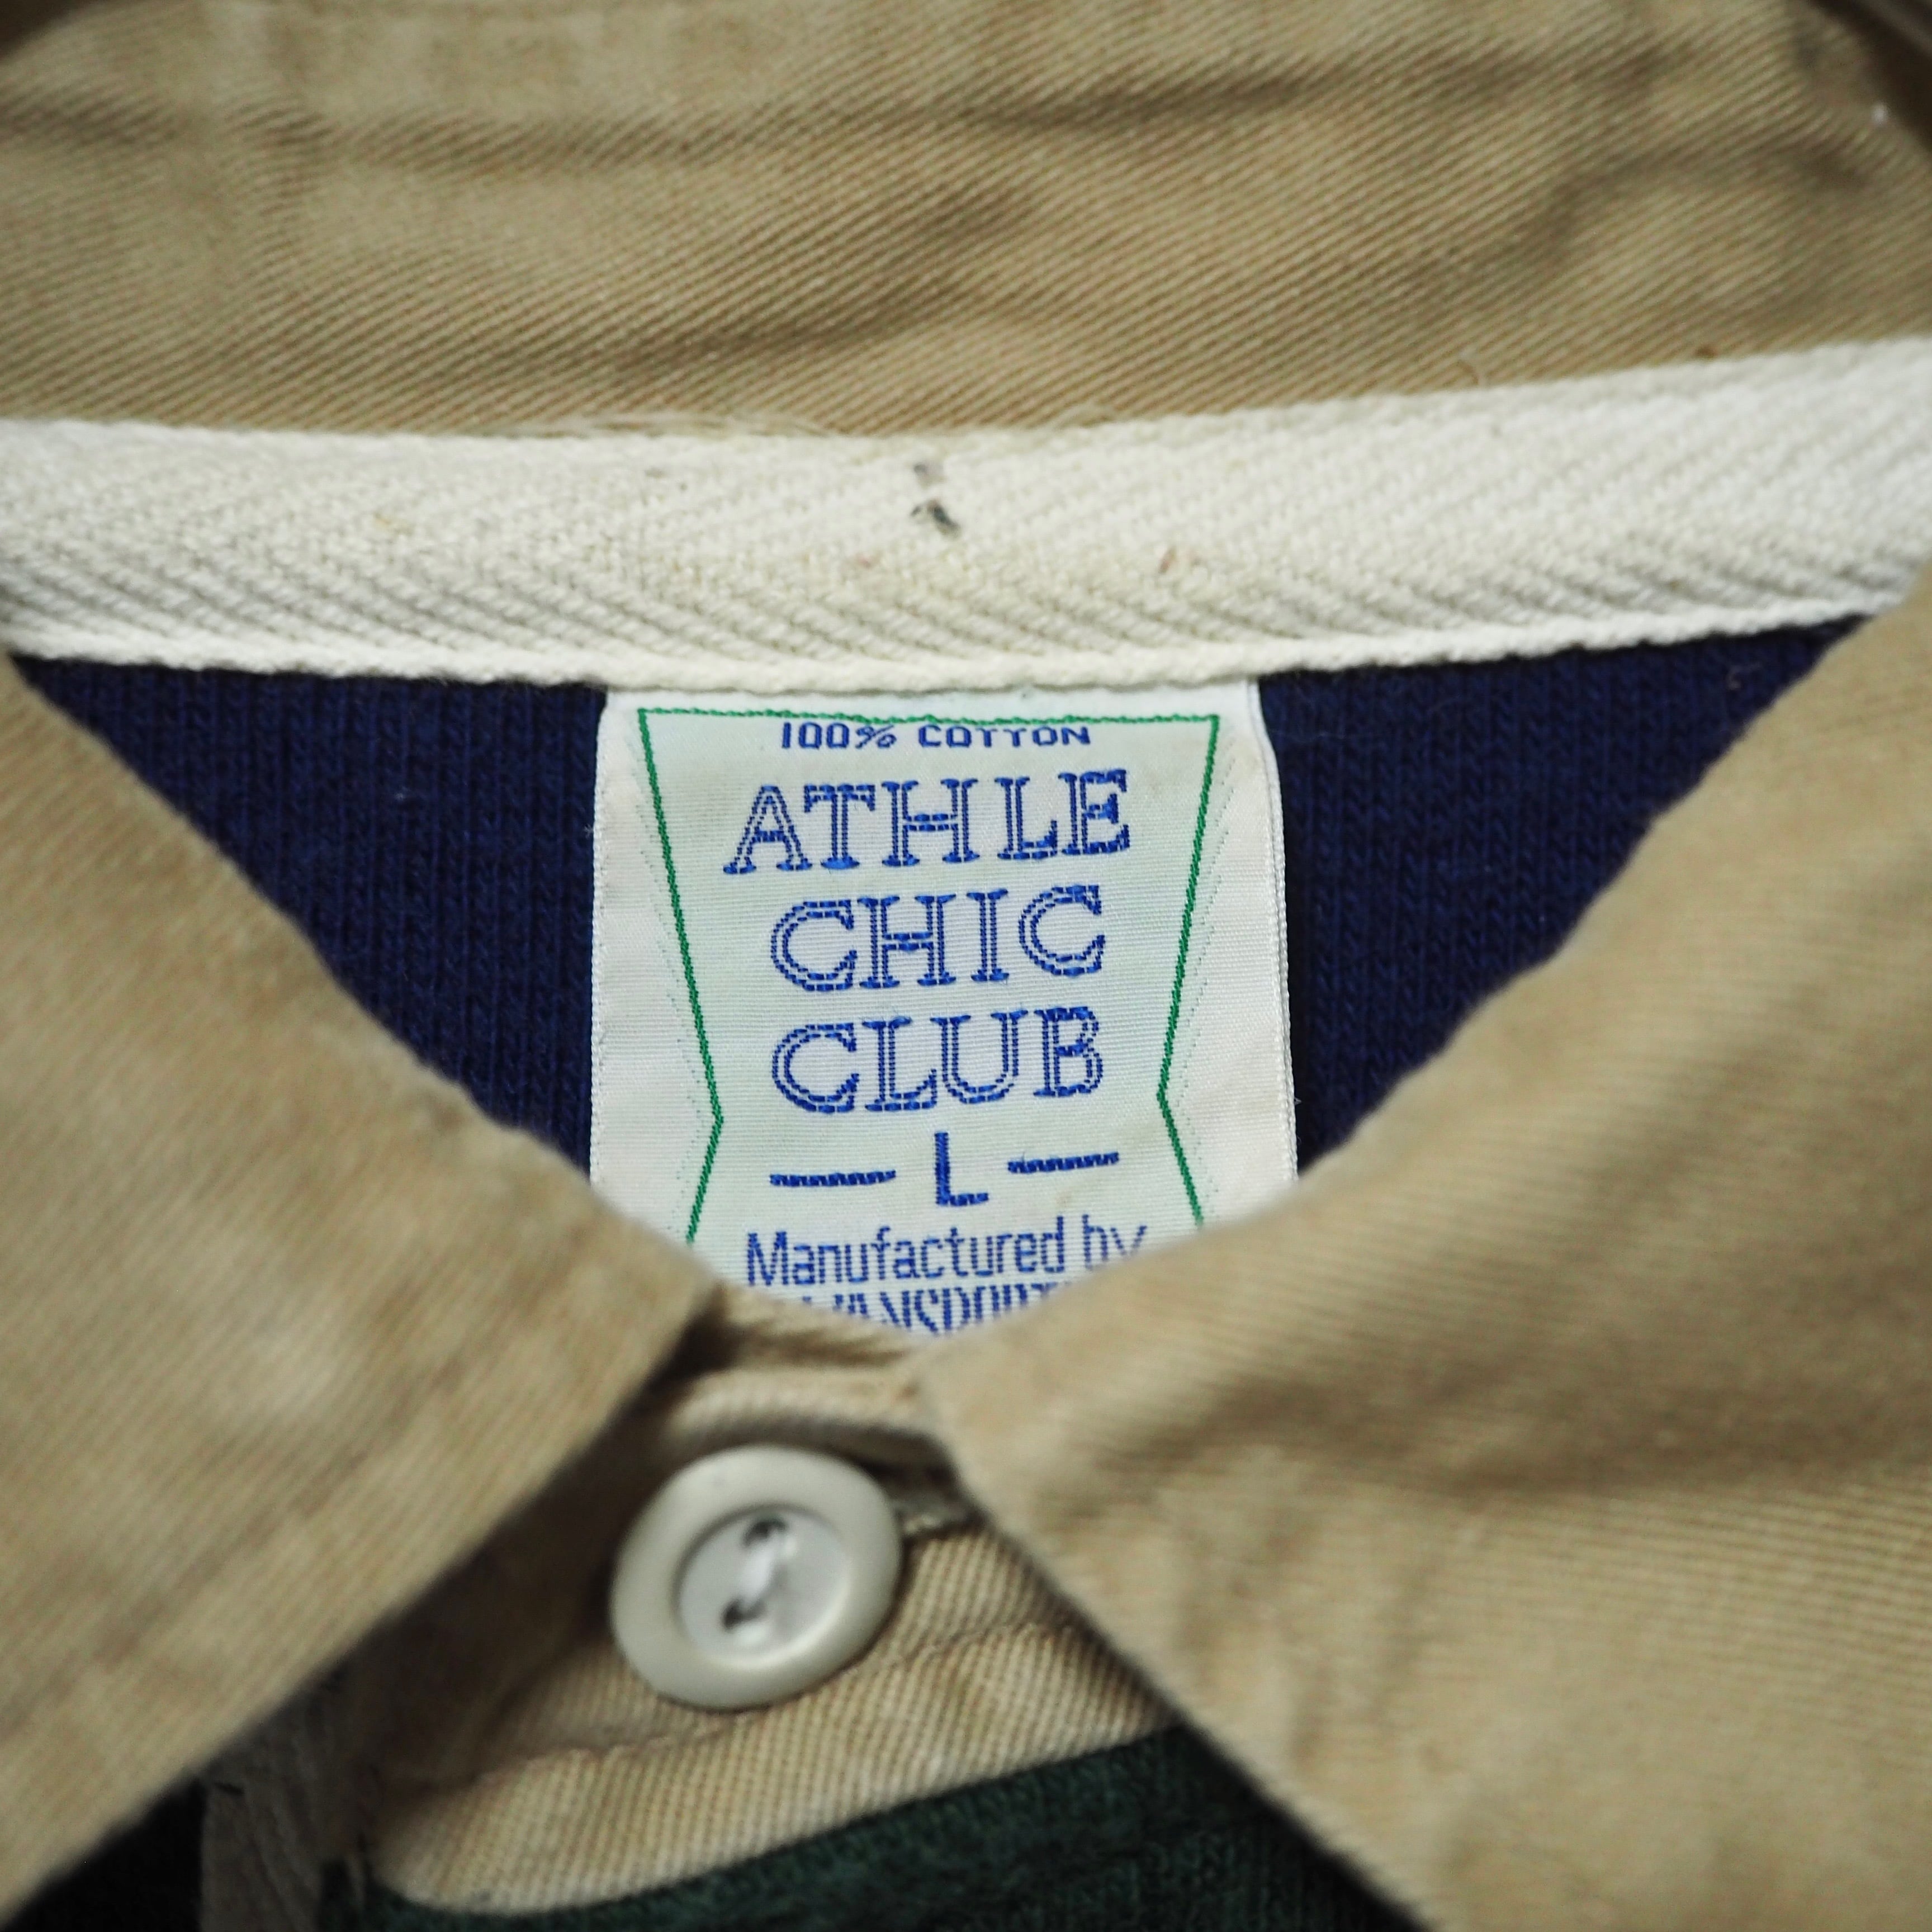 100% COTTON
ATHLE
CHIC
CLUB
— L —
Manufactured by